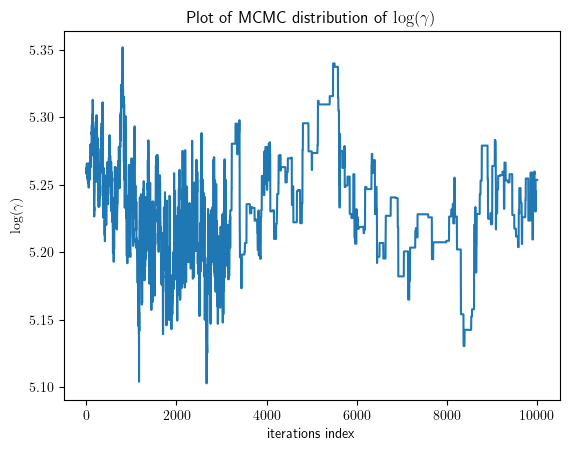 Plot of MCMC distribution of log(γ)
5.35
5.30
5.25
5.20
5.15
5.10
log(γ)
0 2000 4000 6000 8000 10000
iterations index